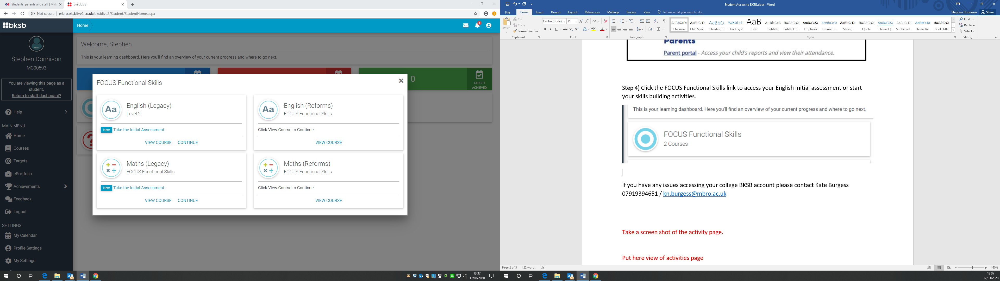 Students, parents and staff | Mid
bksbLIVE
Not secure | mbro.bksblive2.co.uk/bksblive2/Student/StudentHome.aspx
bksb
Home
1
Stephen Donnison
MC00593
You are viewing this page as a
student.
Return to staff dashboard?
Help
MAIN MENU
Home
Courses
Targets
ePortfolio
Achievements
Feedback
Logout
SETTINGS
My Calendar
Profile Settings
My Settings
Welcome, Stephen
This is your learning dashboard. Here you'll find an overview of your current progress and where to go next.
0
TARGET
ACHIEVED
FOCUS Functional Skills
Aa
English (Legacy)
Level 2
Next Take the Initial Assessment.
VIEW COURSE CONTINUE
Aa
English (Reforms)
FOCUS Functional Skills
Click View Course to Continue
VIEW COURSE
Maths (Legacy)
FOCUS Functional Skills
Next Take the Initial Assessment.
VIEW COURSE CONTINUE
Maths (Reforms)
FOCUS Functional Skills
Click View Course to Continue
VIEW COURSE
13:37
17/03/2020
Student Access to BKSB.docx - Word
File Home Insert Design Layout References Mailings Review View Tell me what you want to do...
Stephen Donnison Share
Paste
Cut
Copy
Format Painter
Clipboard
Calibri (Body) 11
Font
Paragraph
AaBbCcDc AaBbCcDc AaBbCc AaBbCcD AaB AaBbCcD AaBbCcDt AaBbCcDt AaBbCcDt AaBbCcDc AaBbCcDt AaBbCcDt AaBbCcDt AaBbCcDt AaBbCcDt
¶ Normal ¶ No Spac... Heading 1 Heading 2 Title Subtitle Subtle Em... Emphasis Intense E... Strong Quote Intense Q... Subtle Ref... Intense Re... Book Title
Styles
Find
Replace
Select
Editing
Parents
Parent portal - Access your child's reports and view their attendance.
Step 4) Click the FOCUS Functional Skills link to access your English initial assessment or start
your skills building activities.
This is your learning dashboard. Here you'll find an overview of your current progress and where to go next.
FOCUS Functional Skills
2 Courses
If you have any issues accessing your college BKSB account please contact Kate Burgess
07919394651 / kn.burgess@mbro.ac.uk
Take a screen shot of the activity page.
Put here view of activities page
Page 2 of 3 122 words
160%
13:37
17/03/2020